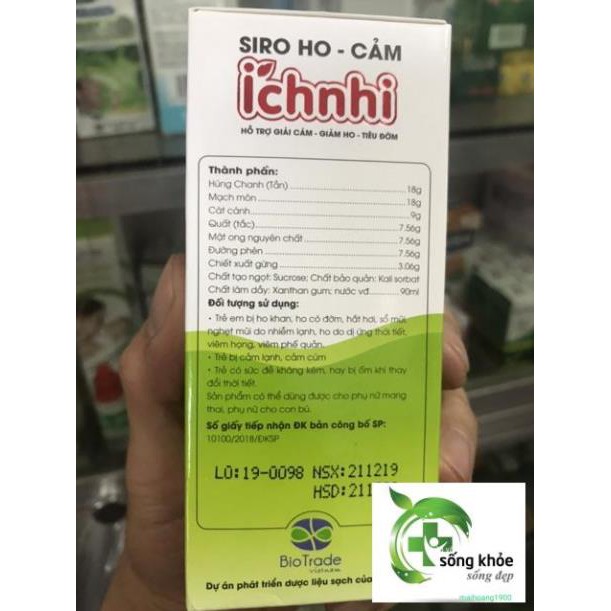 SIRO HO - CẢM
ichnhi
HỖ TRỢ GIẢI CẢM - GIẢM HO - TIÊU ĐỜM
Thành phần:
Húng Chanh (Tần)................18g
Mạch môn................18g
Cát cánh................9g
Quất (tắc)................7.56g
Mật ong nguyên chất................7.56g
Đường phèn................7.56g
Chiết xuất gừng................3.06g
Chất tạo ngọt: Sucrose; Chất bảo quản: Kali sorbat
Chất làm dầy: Xanthan gum; nước vđ.....90ml
Đối tượng sử dụng:
• Trẻ em bị ho khan, ho có đờm, hắt hơi, sổ mũi,
nghẹt mũi do nhiễm lạnh, ho do dị ứng thời tiết,
viêm họng, viêm phế quản.
• Trẻ bị cảm lạnh, cảm cúm
• Trẻ có sức đề kháng kém, hay bị ốm khi thay
đổi thời tiết.
Sản phẩm có thể dùng được cho phụ nữ mang
thai, phụ nữ cho con bú.
Số giấy tiếp nhận ĐK bản công bố SP:
10100/2018/ĐKSP
LÔ:19-0098 NSX:211219
HSD:211
BioTrade
vietnam
Dự án phát triển dược liệu sạch của
sống khỏe
sống đẹp
maihoang1900